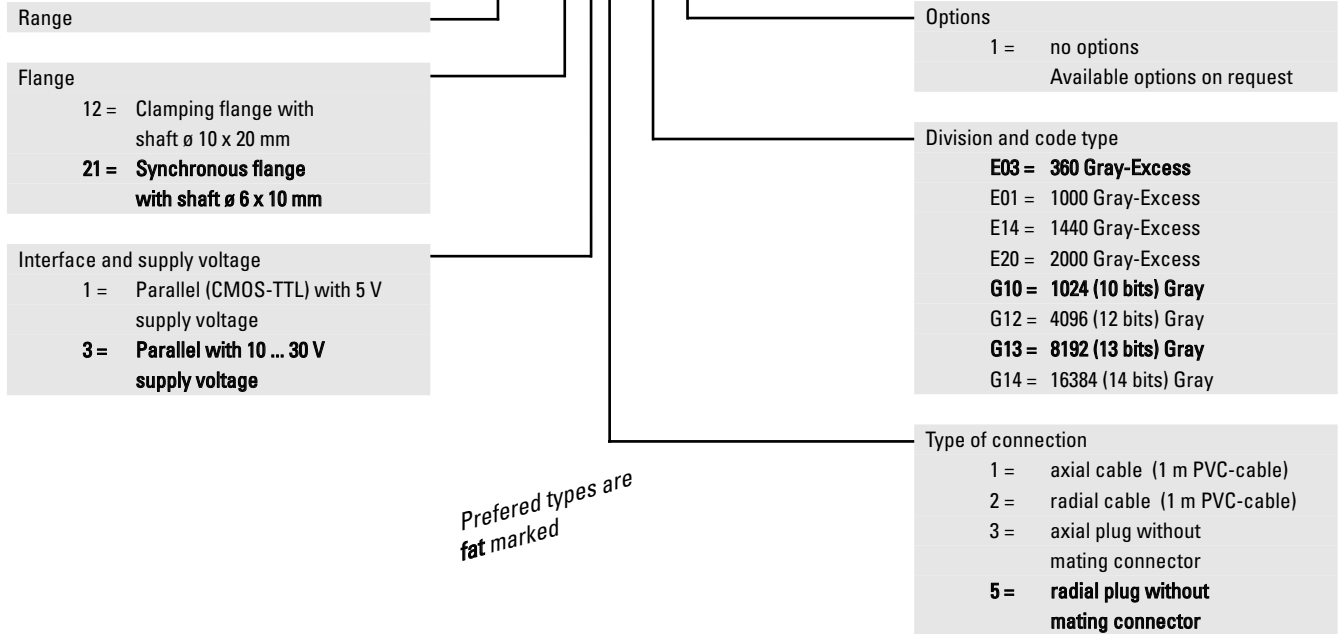 Range
Flange
12 = Clamping flange with
shaft ø 10 x 20 mm
21 = Synchronous flange
with shaft ø 6 x 10 mm
Interface and supply voltage
1 = Parallel (CMOS-TTL) with 5 V
supply voltage
3 = Parallel with 10 ... 30 V
supply voltage
Prefered types are
fat marked
Options
1 = no options
Available options on request
Division and code type
E03 = 360 Gray-Excess
E01 = 1000 Gray-Excess
E14 = 1440 Gray-Excess
E20 = 2000 Gray-Excess
G10 = 1024 (10 bits) Gray
G12 = 4096 (12 bits) Gray
G13 = 8192 (13 bits) Gray
G14 = 16384 (14 bits) Gray
Type of connection
1 = axial cable (1 m PVC-cable)
2 = radial cable (1 m PVC-cable)
3 = axial plug without
mating connector
5 = radial plug without
mating connector